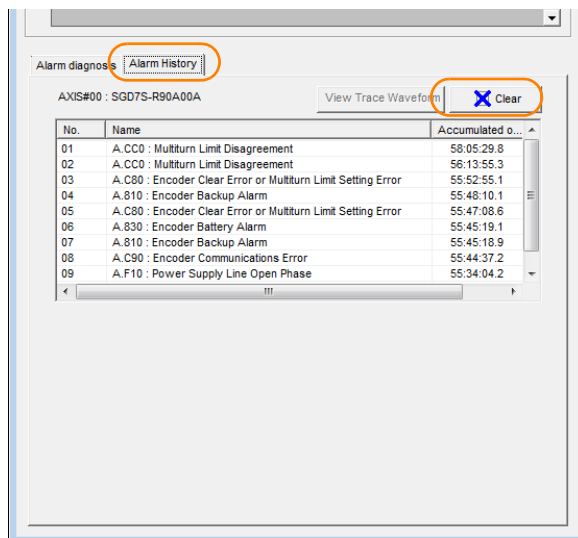 Alarm diagnosis Alarm History
AXIS#00 : SGD7S-R90A00A View Trace Waveform Clear
No. Name Accumulated o...
01 A.CC0 : Multiturn Limit Disagreement 58:05:29.8
02 A.CC0 : Multiturn Limit Disagreement 56:13:55.3
03 A.C80 : Encoder Clear Error or Multiturn Limit Setting Error 55:52:55.1
04 A.810 : Encoder Backup Alarm 55:48:10.1
05 A.C80 : Encoder Clear Error or Multiturn Limit Setting Error 55:47:08.6
06 A.830 : Encoder Battery Alarm 55:45:19.1
07 A.810 : Encoder Backup Alarm 55:45:18.9
08 A.C90 : Encoder Communications Error 55:44:37.2
09 A.F10 : Power Supply Line Open Phase 55:34:04.2